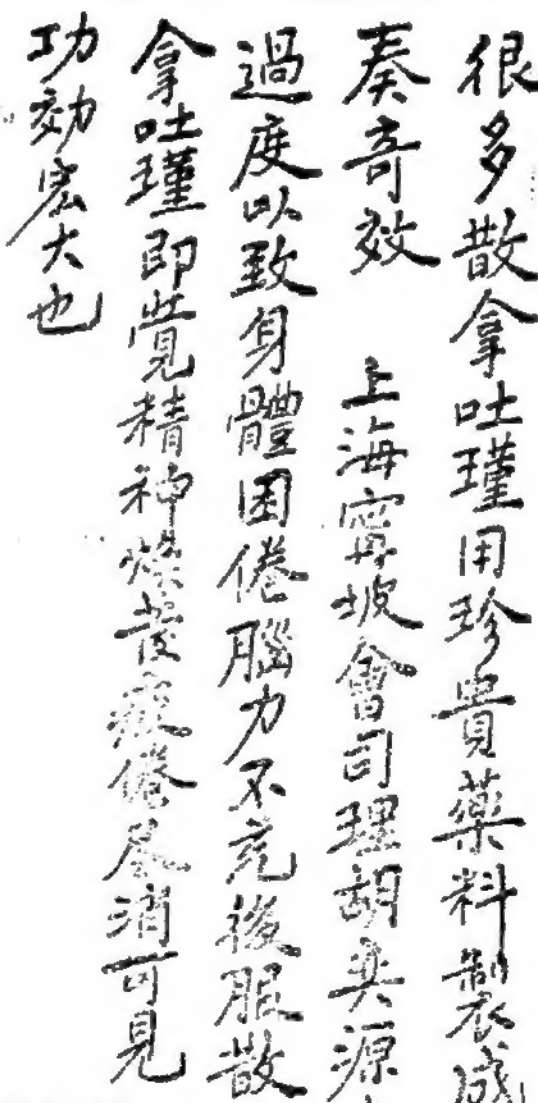 很多散拿吐瑾用珍貴藥料製成
奏奇效 上海寧坡會司理胡奕源
過度以致身體困倦腦力不充後服散
拿吐瑾即覺精神煥發疲倦尽消可見
功効宏大也